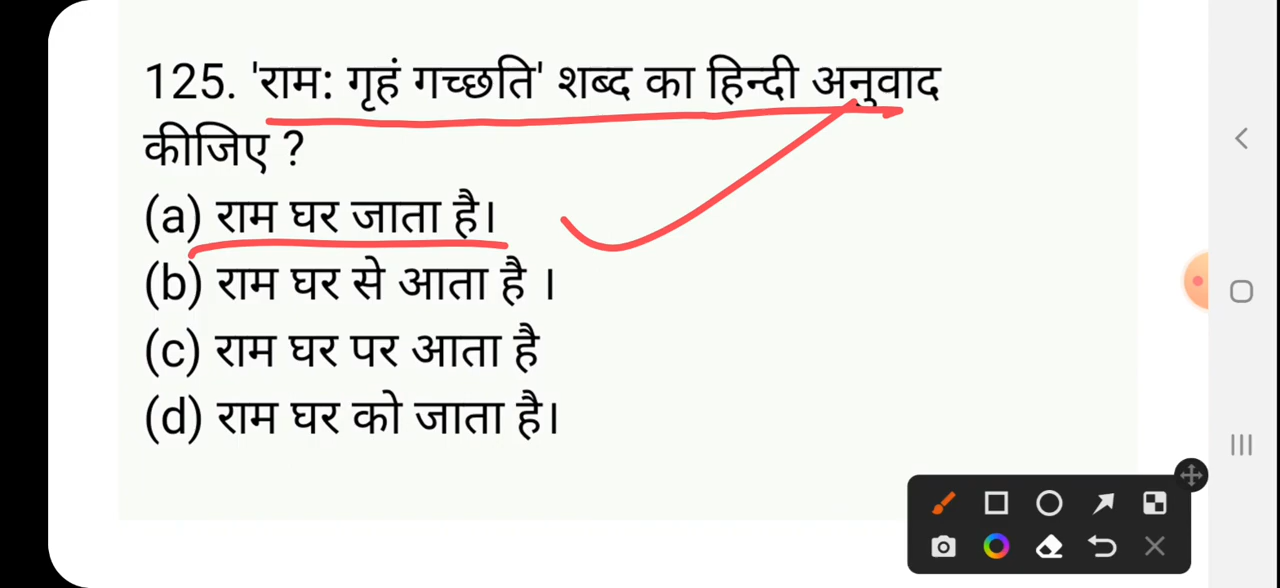 125. 'राम: गृहं गच्छति' शब्द का हिन्दी अनुवाद
कीजिए ?
(a) राम घर जाता है।
(b) राम घर से आता है ।
(c) राम घर पर आता है
(d) राम घर को जाता है।